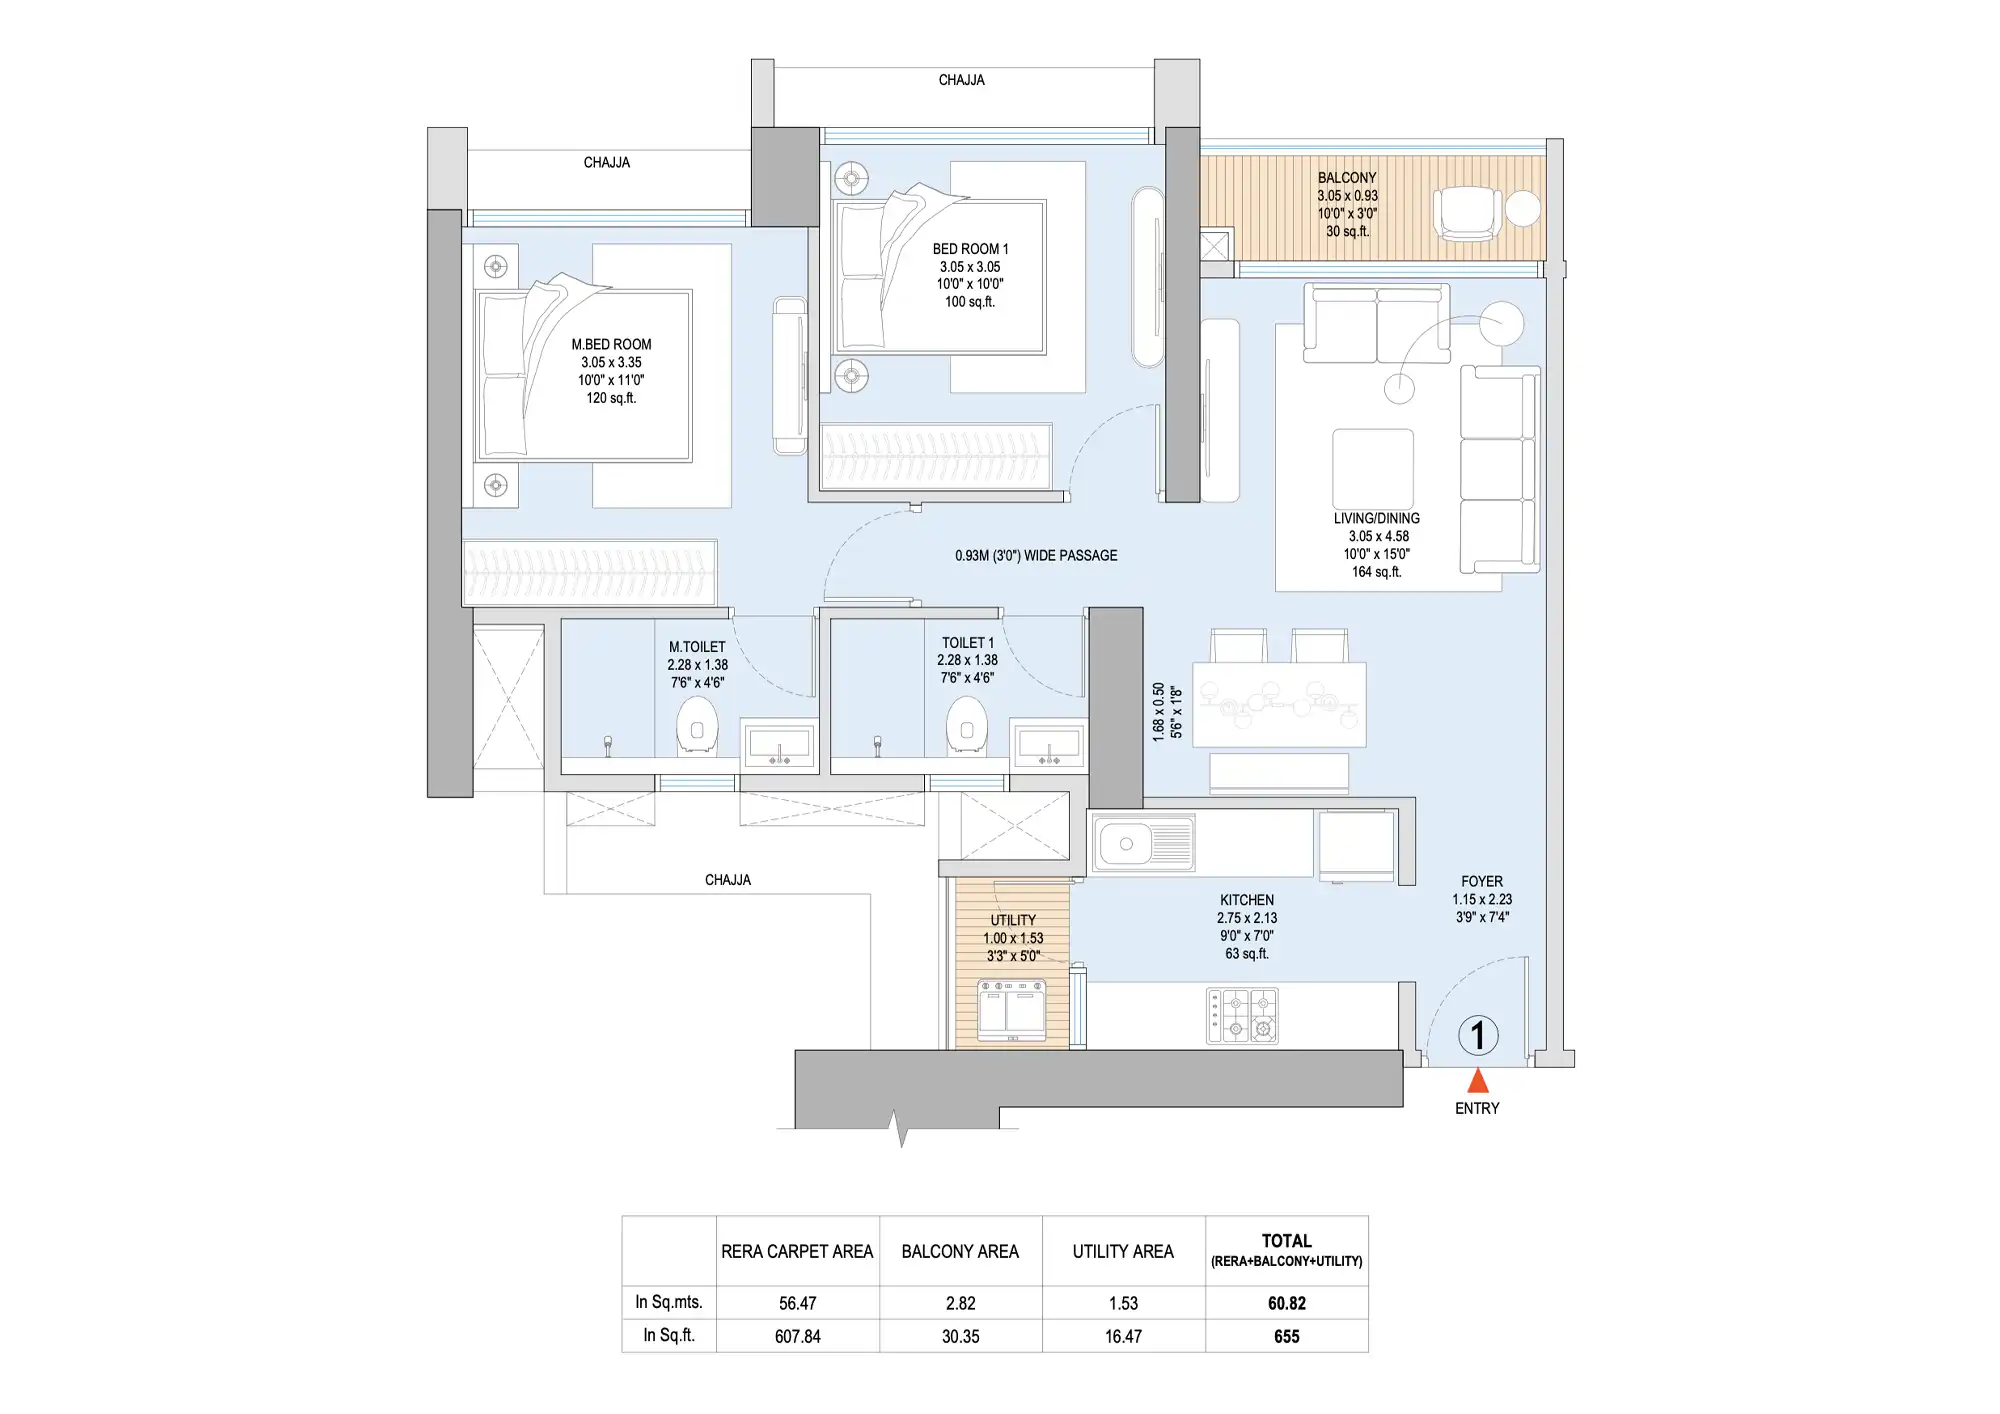 CHAJJA
CHAJJA
BALCONY
3.05 x 0.93
10'0" x 3'0"
30 sq.ft.
BED ROOM 1
3.05 x 3.05
10'0" x 10'0"
100 sq.ft.
M.BED ROOM
3.05 x 3.35
10'0" x 11'0"
120 sq.ft.
LIVING/DINING
3.05 x 4.58
10'0" x 15'0"
164 sq.ft.
0.93M (3'0") WIDE PASSAGE
M.TOILET
2.28 x 1.38
7'6" x 4'6"
TOILET 1
2.28 x 1.38
7'6" x 4'6"
1.68 x 0.50
5'6" x 1'8"
CHAJJA
FOYER
1.15 x 2.23
3'9" x 7'4"
KITCHEN
2.75 x 2.13
9'0" x 7'0"
63 sq.ft.
UTILITY
1.00 x 1.53
3'3" x 5'0"
1
ENTRY
RERA CARPET AREA BALCONY AREA UTILITY AREA TOTAL
(RERA+BALCONY+UTILITY)
In Sq.mts. 56.47 2.82 1.53 60.82
In Sq.ft. 607.84 30.35 16.47 655